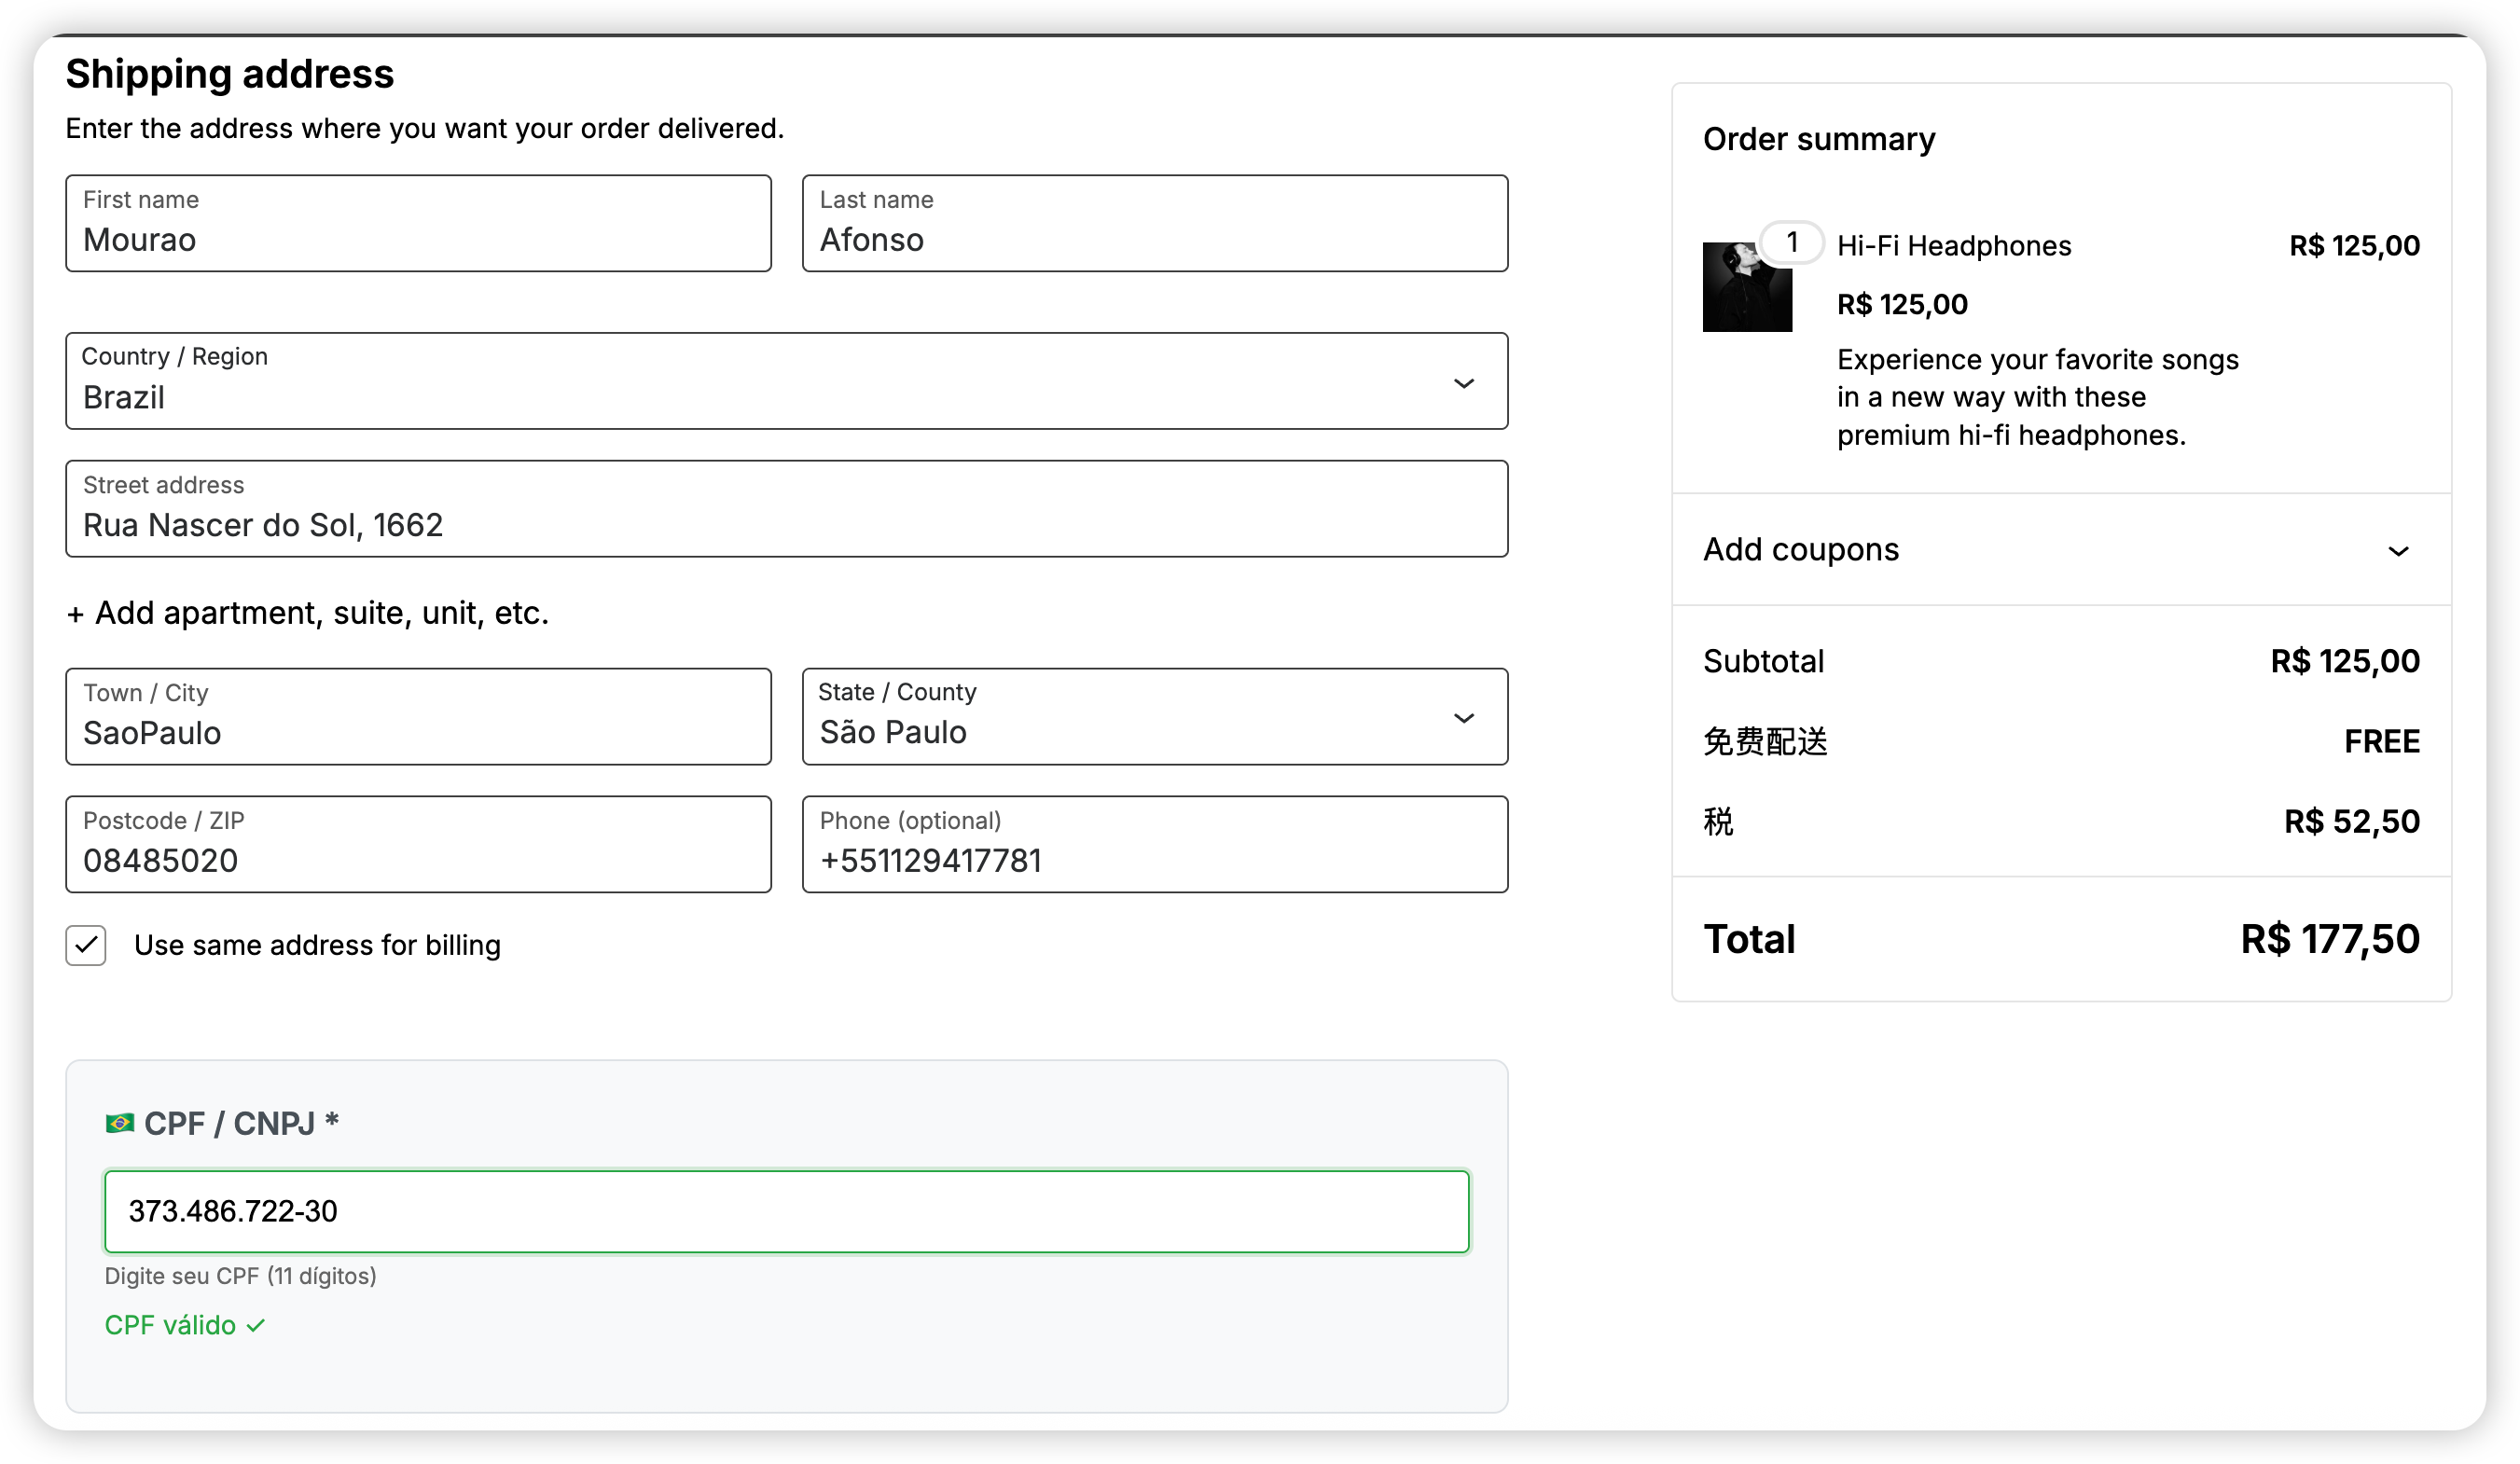 Shipping address
Enter the address where you want your order delivered.
First name
Mourao
Last name
Afonso
Country / Region
Brazil
Street address
Rua Nascer do Sol, 1662
+ Add apartment, suite, unit, etc.
Town / City
SaoPaulo
State / County
São Paulo
Postcode / ZIP
08485020
Phone (optional)
+551129417781
Use same address for billing
CPF / CNPJ *
373.486.722-30
Digite seu CPF (11 dígitos)
CPF válido ✓
Order summary
1
Hi-Fi Headphones R$ 125,00
R$ 125,00
Experience your favorite songs
in a new way with these
premium hi-fi headphones.
Add coupons
Subtotal R$ 125,00
免费配送 FREE
税 R$ 52,50
Total R$ 177,50